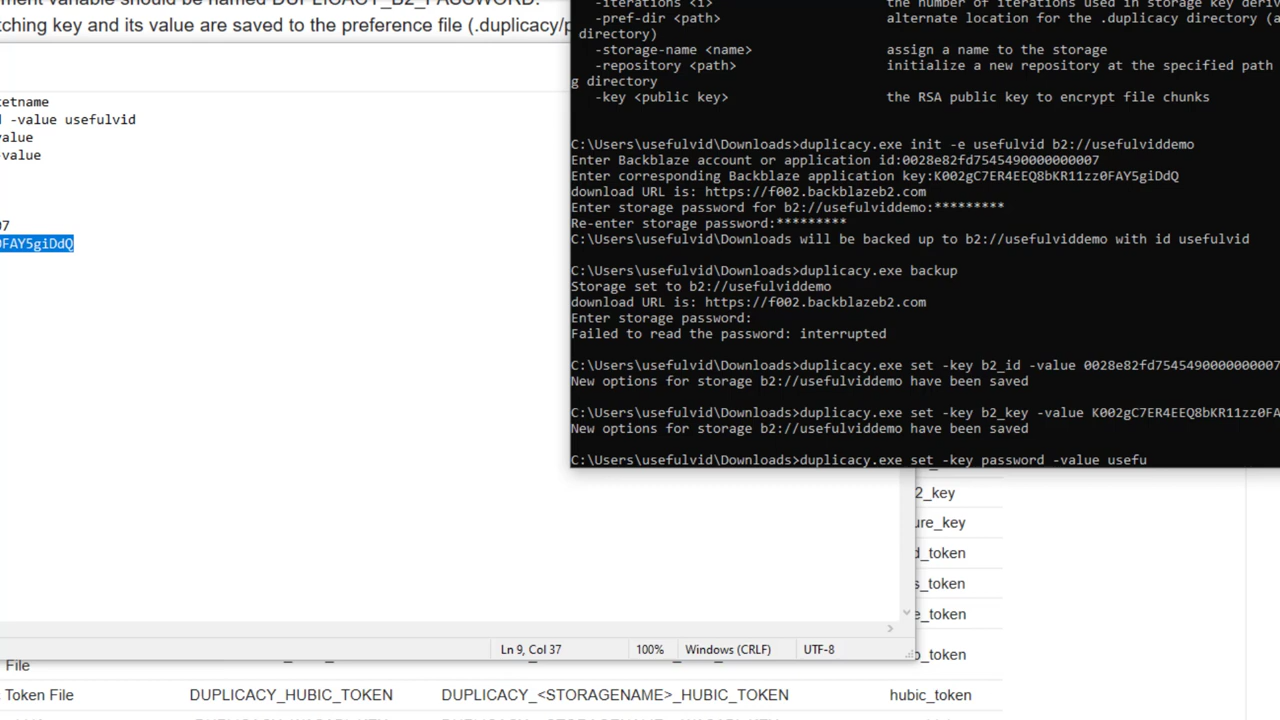 ment variable should be named DUPLICACY_B2_PASSWORD.
tching key and its value are saved to the preference file (.duplicacy/p
etname
-value usefulvid
value
-value
07
0FAY5giDdQ
-iterations <i> the number of iterations used in storage key deriv
-pref-dir <path> alternate location for the .duplicacy directory (a
directory)
-storage-name <name> assign a name to the storage
-repository <path> initialize a new repository at the specified path
g directory
-key <public key> the RSA public key to encrypt file chunks
C:\Users\usefulvid\Downloads>duplicacy.exe init -e usefulvid b2://usefulviddemo
Enter Backblaze account or application id:0028e82fd7545490000000007
Enter corresponding Backblaze application key:K002gC7ER4EEQ8bKR11zz0FAY5giDdQ
download URL is: https://f002.backblazeb2.com
Enter storage password for b2://usefulviddemo:*********
Re-enter storage password:*********
C:\Users\usefulvid\Downloads will be backed up to b2://usefulviddemo with id usefulvid
C:\Users\usefulvid\Downloads>duplicacy.exe backup
Storage set to b2://usefulviddemo
download URL is: https://f002.backblazeb2.com
Enter storage password:
Failed to read the password: interrupted
C:\Users\usefulvid\Downloads>duplicacy.exe set -key b2_id -value 0028e82fd7545490000000007
New options for storage b2://usefulviddemo have been saved
C:\Users\usefulvid\Downloads>duplicacy.exe set -key b2_key -value K002gC7ER4EEQ8bKR11zz0FA
New options for storage b2://usefulviddemo have been saved
C:\Users\usefulvid\Downloads>duplicacy.exe set -key password -value usefu
2_key
ure_key
d_token
s_token
e_token
Ln 9, Col 37 100% Windows (CRLF) UTF-8
p_token
File
Token File DUPLICACY_HUBIC_TOKEN DUPLICACY_<STORAGENAME>_HUBIC_TOKEN hubic_token